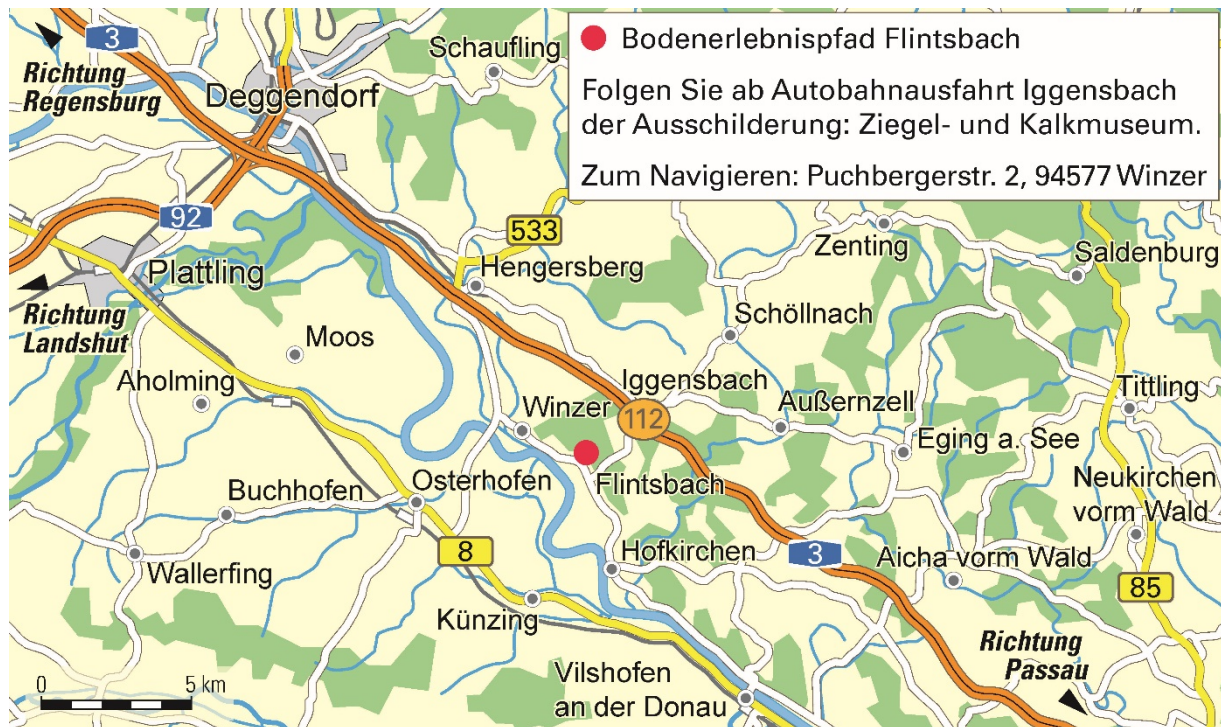 Bodenerlebnispfad Flintsbach
Folgen Sie ab Autobahnausfahrt Iggensbach
der Ausschilderung: Ziegel- und Kalkmuseum.
Zum Navigieren: Puchbergerstr. 2, 94577 Winzer
3
Richtung
Regensburg
Deggendorf
Schaufling
92
533
Zenting
Saldenburg
Plattling
Hengersberg
Richtung
Landshut
Moos
Schöllnach
Aholming
Iggensbach
Tittling
Winzer
112
Außernzell
Eging a. See
Flintsbach
Neukirchen
vorm Wald
Buchhofen
Osterhofen
8
Hofkirchen
3
Aicha vorm Wald
85
Wallerfing
Künzing
Richtung
Passau
Vilshofen
an der Donau
0 5 km